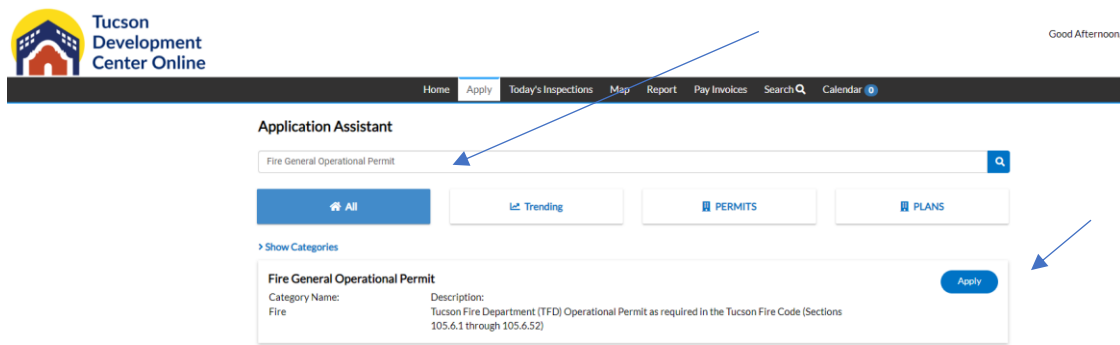 Tucson
Development
Center Online
Good Afternoon,
Home Apply Today's Inspections Map Report Pay Invoices Search Calendar 0
Application Assistant
Fire General Operational Permit
All Trending PERMITS PLANS
> Show Categories
Fire General Operational Permit
Apply
Category Name: Description:
Fire Tucson Fire Department (TFD) Operational Permit as required in the Tucson Fire Code (Sections
105.6.1 through 105.6.52)